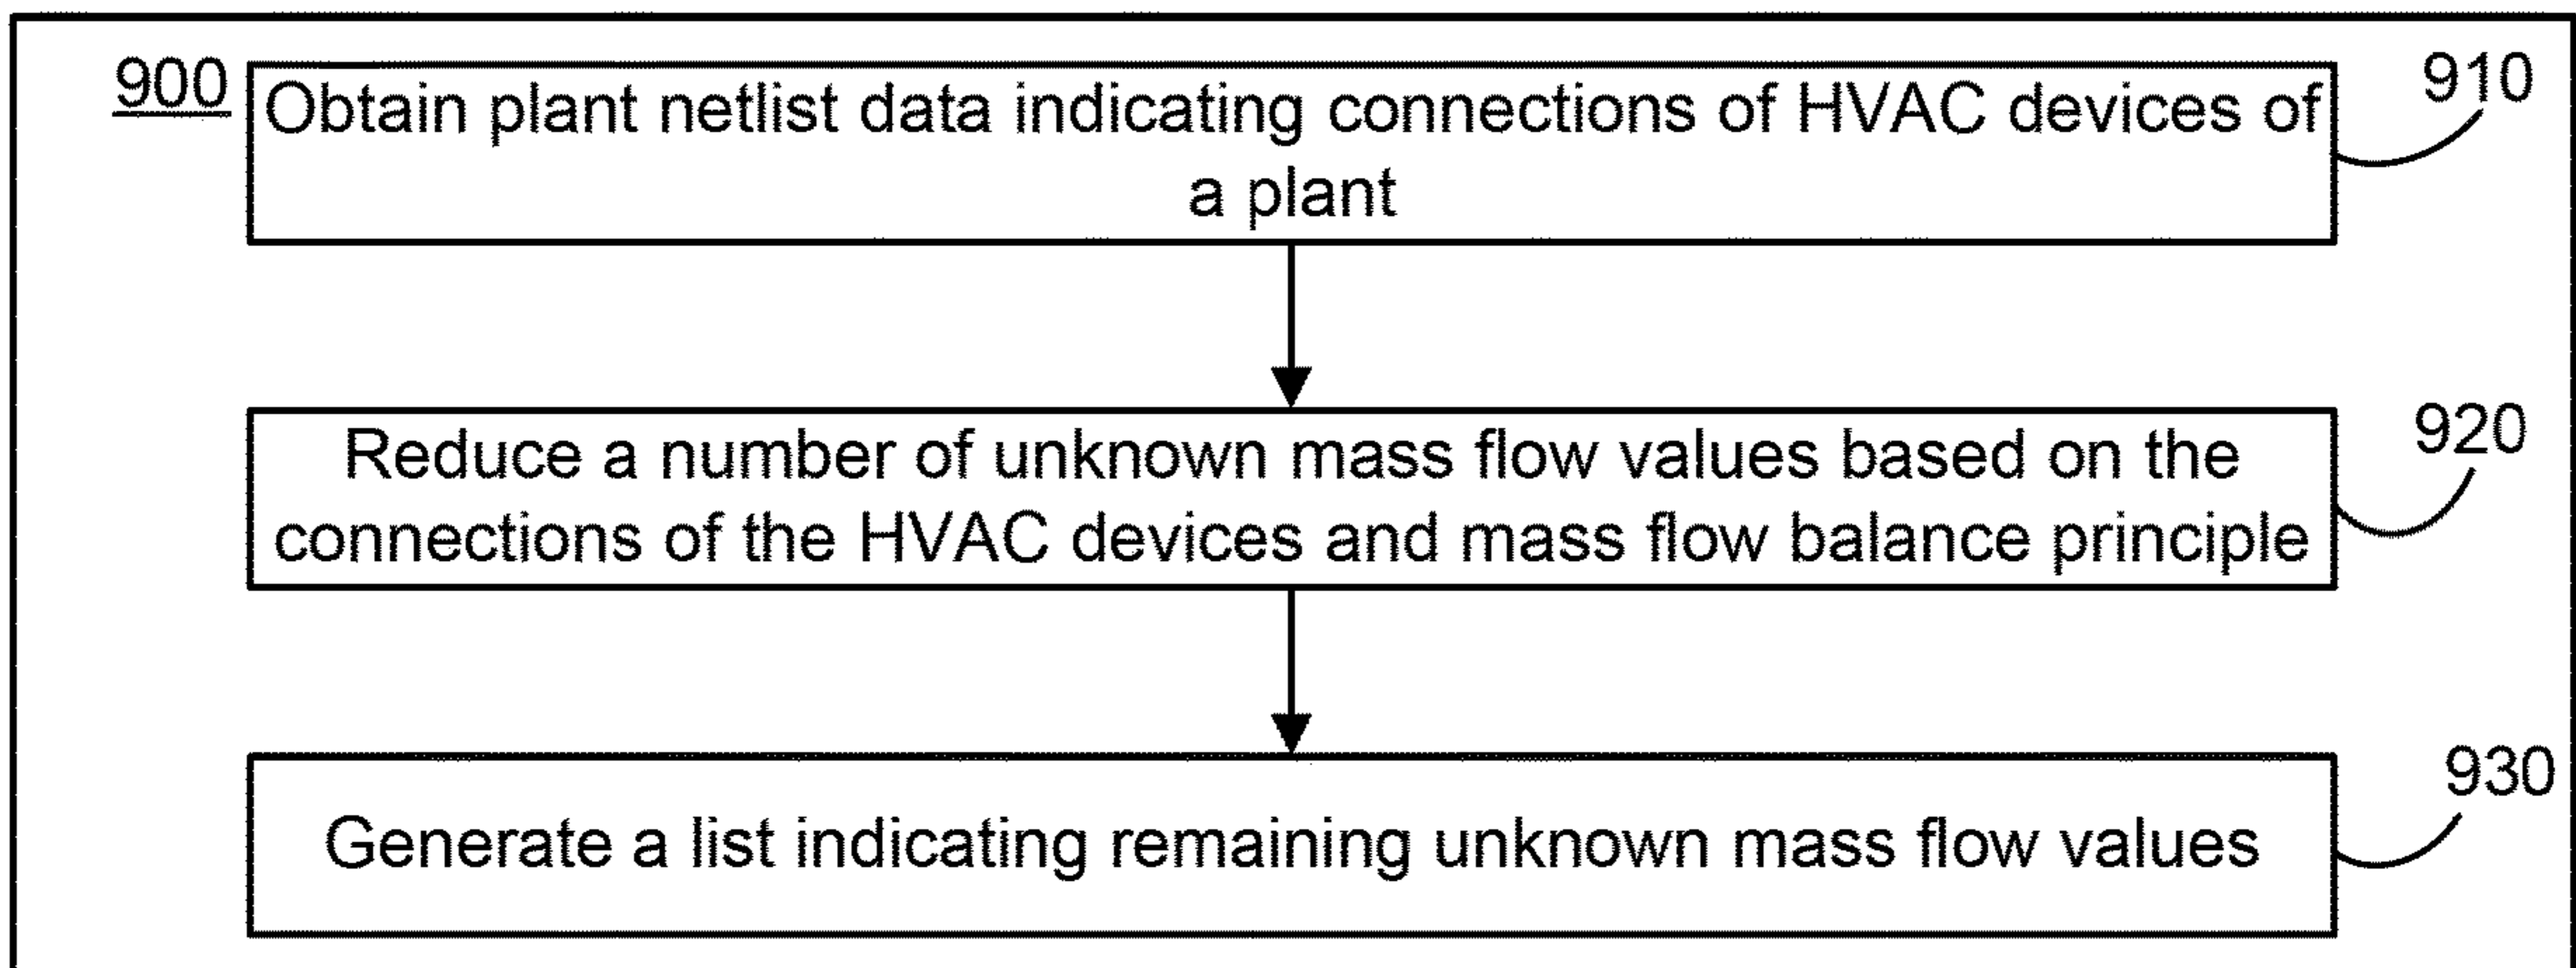 900
Obtain plant netlist data indicating connections of HVAC devices of
a plant
910
Reduce a number of unknown mass flow values based on the
connections of the HVAC devices and mass flow balance principle
920
Generate a list indicating remaining unknown mass flow values
930